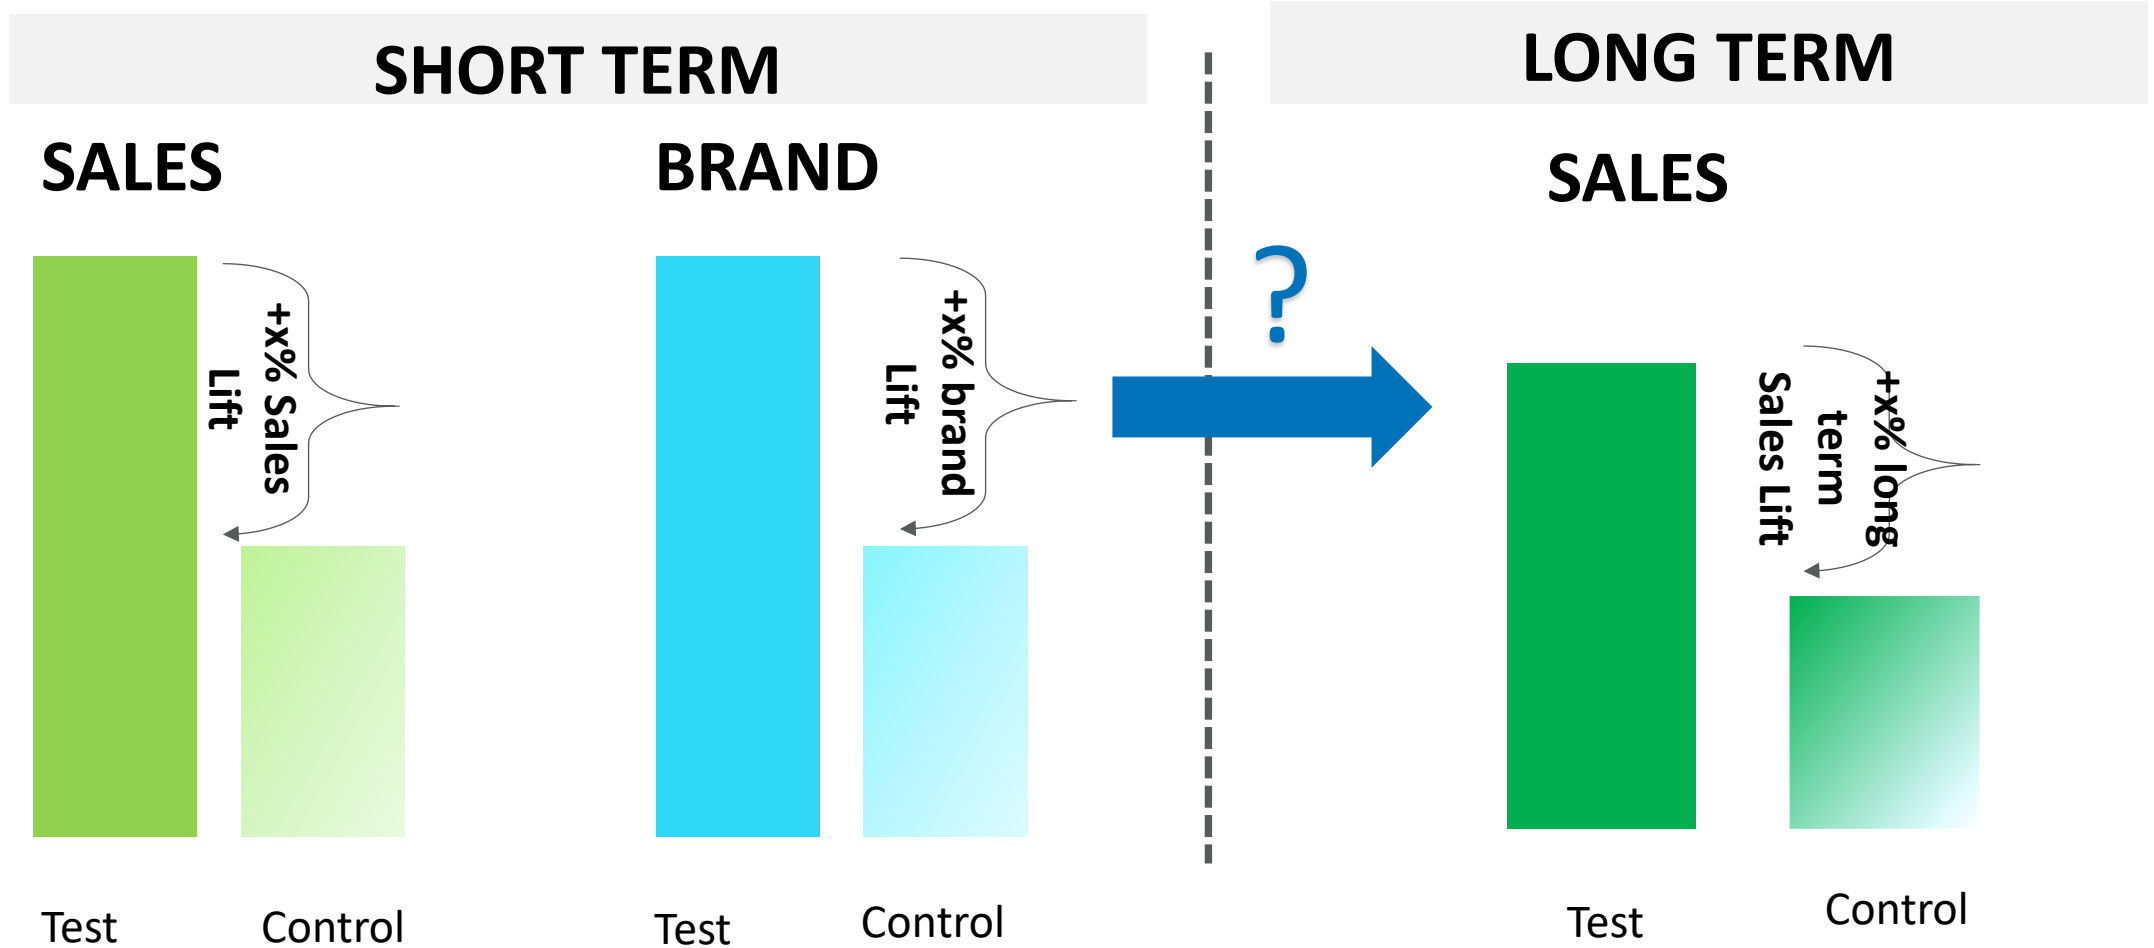 SHORT TERM
SALES
BRAND
+x% Sales
Lift
+x% brand
Lift
Test
Control
Test
Control
?
LONG TERM
SALES
+x% long
term
Sales Lift
Test
Control